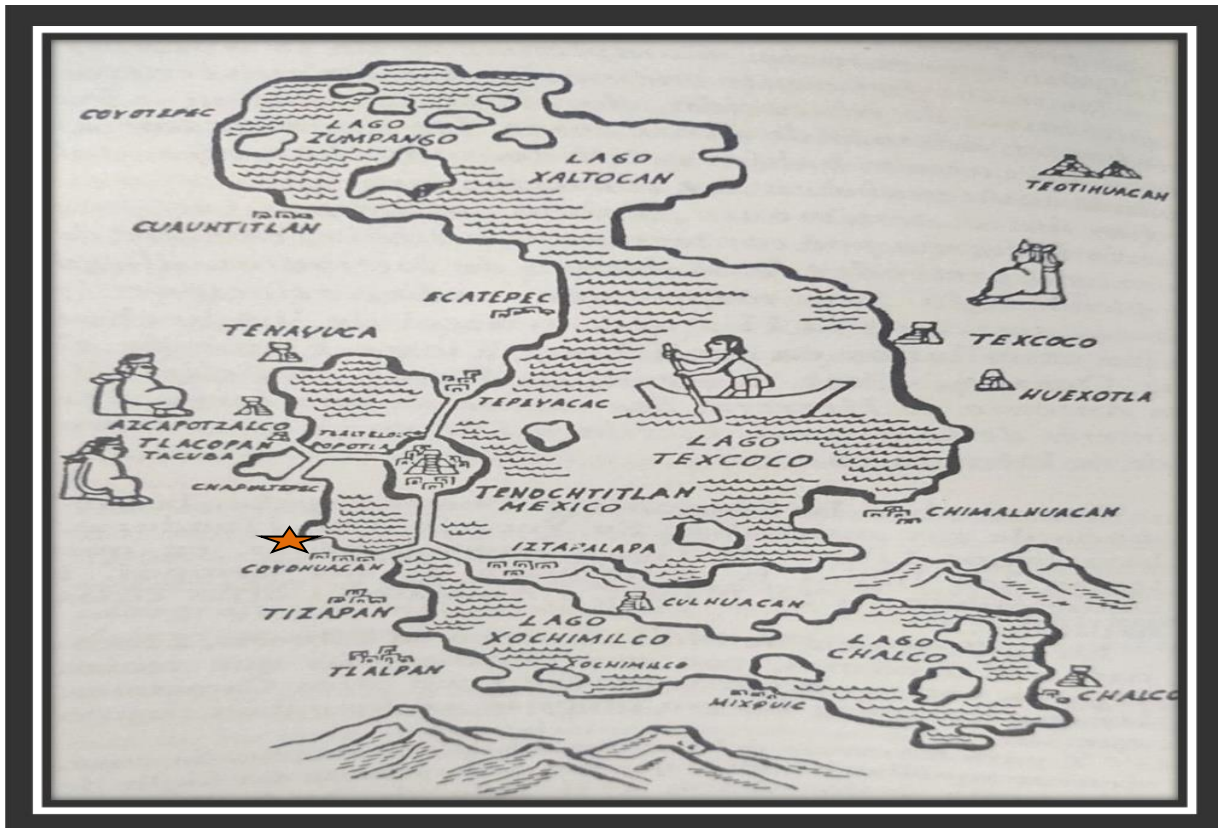 COYOTEPEC
LAGO
ZUMPANGO
LAGO
XALTOCAN
TEOTIHUACAN
CUAUNTITLAN
ECATEPEC
TENAYUCA
TEXCOCO
HUEXOTLA
TEPEYACAC
AZCAPOTZALCO
TLACOPAN
TACUBA
POPOTLA
LAGO
TEXCOCO
CHAPULTEPEC
TENOCHTITLAN
MEXICO
CHIMALHUACAN
IZTAPALAPA
COYOHUACAN
TIZAPAN
CULHUACAN
LAGO
XOCHIMILCO
LAGO
CHALCO
TLALPAN
XOCHIMILCO
MIXQUIC
CHALCO